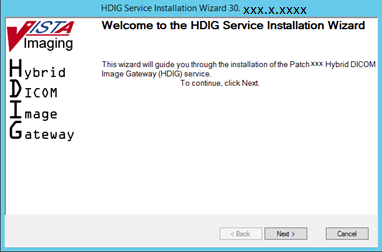 HDIG Service Installation Wizard 30. xxx.x.xxxx
VISTA
Imaging
Hybrid
DICOM
Image
Gateway
Welcome to the HDIG Service Installation Wizard
This wizard will guide you through the installation of the Patch xxx Hybrid DICOM
Image Gateway (HDIG) service.
To continue, click Next.
< Back
Next >
Cancel